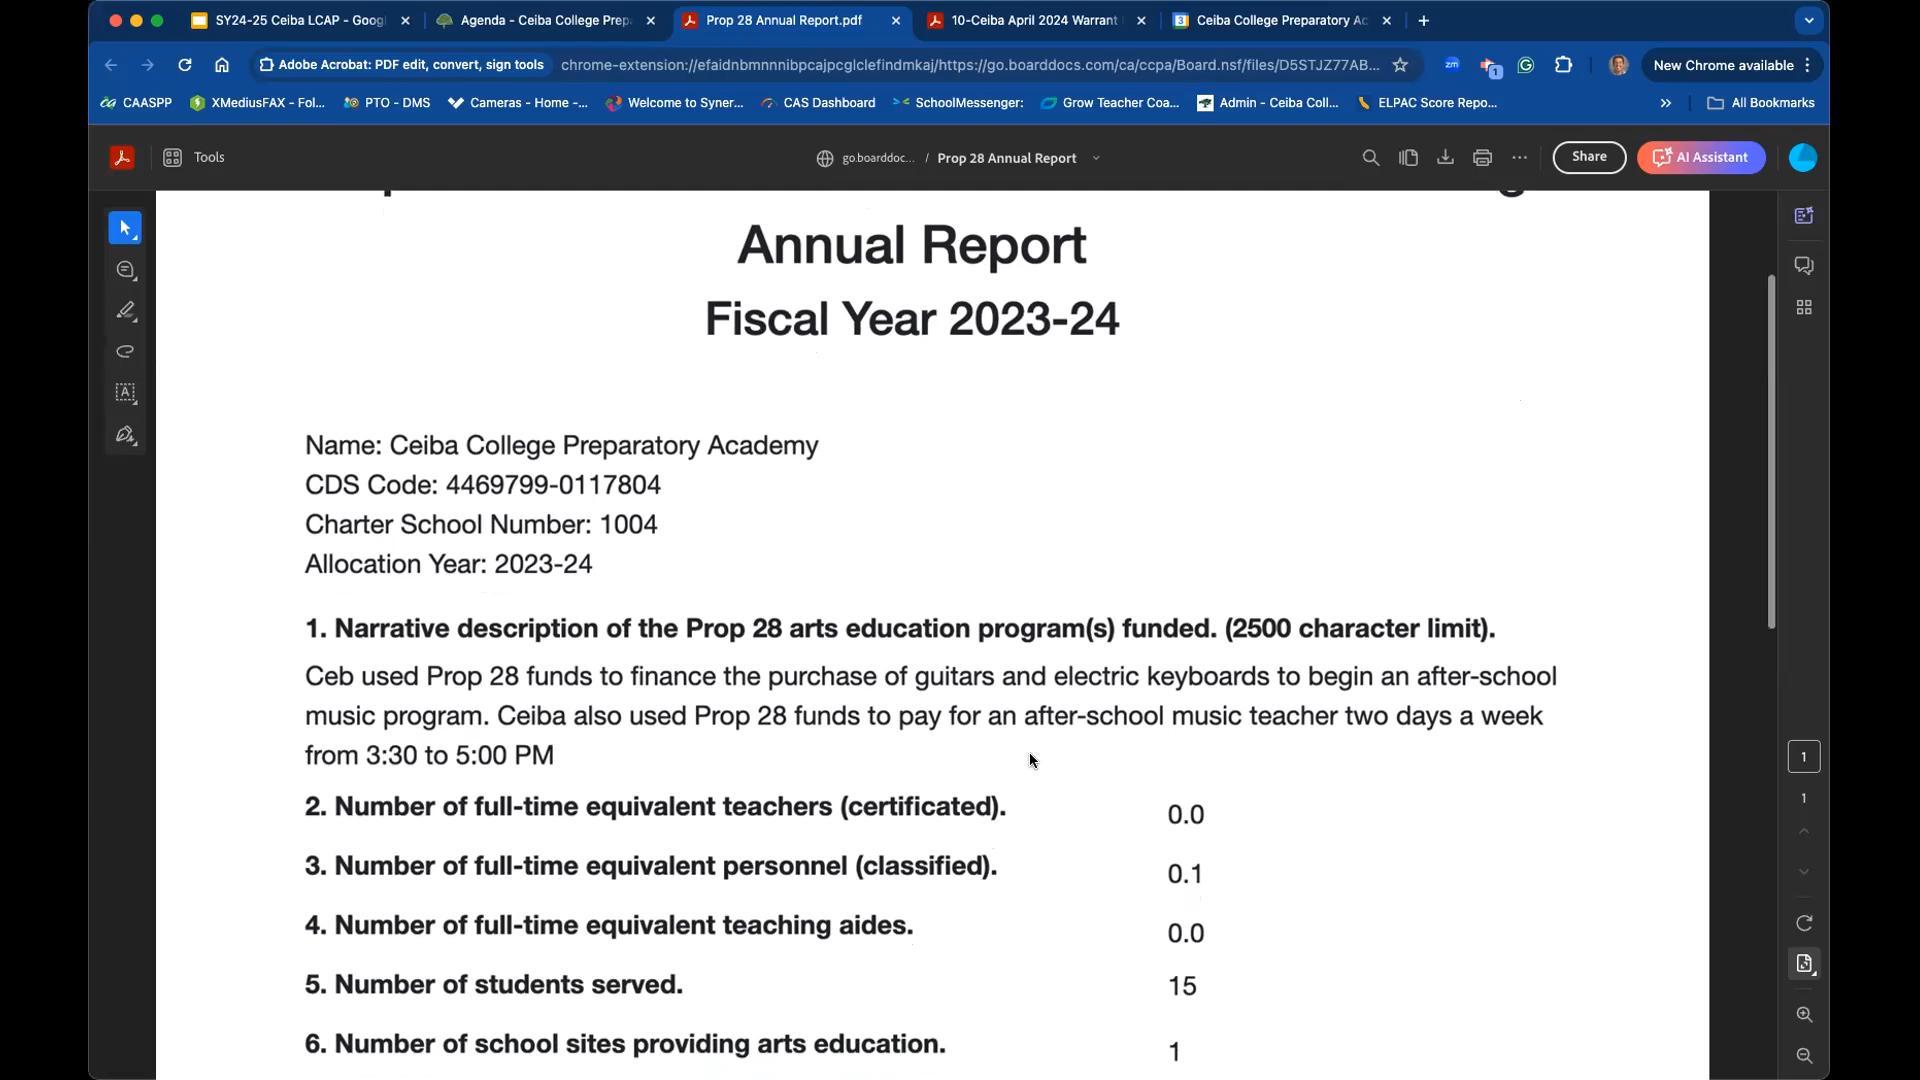 SY24-25 Ceiba LCAP - Googl
Agenda - Ceiba College Prep
Prop 28 Annual Report.pdf
10-Ceiba April 2024 Warrant
Ceiba College Preparatory Ac
Adobe Acrobat: PDF edit, convert, sign tools
chrome-extension://efaidnbmnnnibpcajpcglclefindmkaj/https://go.boarddocs.com/ca/ccpa/Board.nsf/files/D5STJZ77AB...
zm
1
New Chrome available
CAASPP
XMediusFAX - Fol...
PTO - DMS
Cameras - Home -...
Welcome to Syner...
CAS Dashboard
SchoolMessenger:
Grow Teacher Coa...
Admin - Ceiba Coll...
ELPAC Score Repo...
All Bookmarks
Tools
go.boarddoc... / Prop 28 Annual Report
Share
AI Assistant
Annual Report
Fiscal Year 2023-24
Name: Ceiba College Preparatory Academy
CDS Code: 4469799-0117804
Charter School Number: 1004
Allocation Year: 2023-24
1. Narrative description of the Prop 28 arts education program(s) funded. (2500 character limit).
Ceb used Prop 28 funds to finance the purchase of guitars and electric keyboards to begin an after-school
music program. Ceiba also used Prop 28 funds to pay for an after-school music teacher two days a week
from 3:30 to 5:00 PM
2. Number of full-time equivalent teachers (certificated). 0.0
3. Number of full-time equivalent personnel (classified). 0.1
4. Number of full-time equivalent teaching aides. 0.0
5. Number of students served. 15
6. Number of school sites providing arts education. 1
1
1